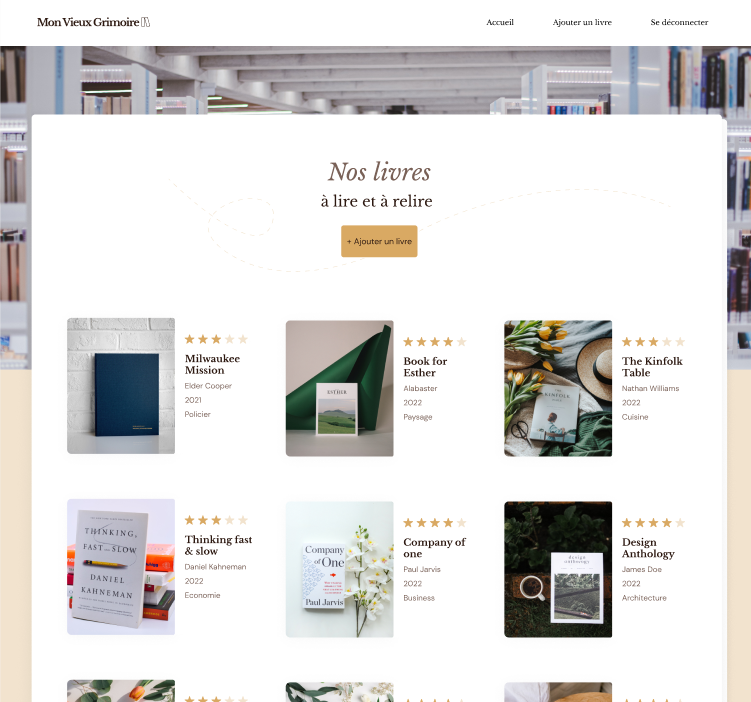 Mon Vieux Grimoire
Accueil
Ajouter un livre
Se déconnecter
Nos livres
à lire et à relire
+ Ajouter un livre
Milwaukee
Mission
Elder Cooper
2021
Policier
ESTHER
Book for
Esther
Alabaster
2022
Paysage
KINFOLK
The Kinfolk
Table
Nathan Williams
2022
Cuisine
THINKING,
FAST AND SLOW
DANIEL
KAHNEMAN
Thinking fast
& slow
Daniel Kahneman
2022
Economie
Company
of One
Paul Jarvis
Company of
one
Paul Jarvis
2022
Business
design
anthology
Design
Anthology
James Doe
2022
Architecture